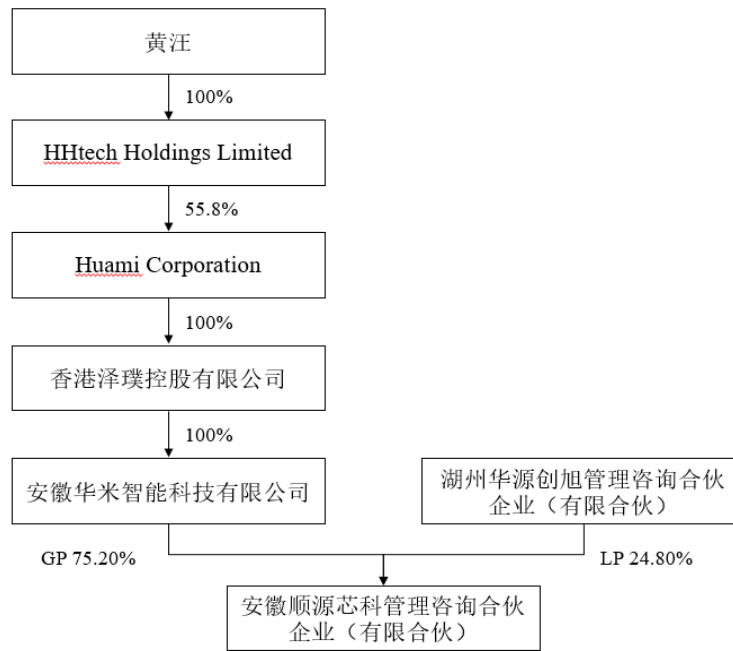 黄汪
100%
HHtech Holdings Limited
55.8%
Huami Corporation
100%
香港泽璞控股有限公司
100%
安徽华米智能科技有限公司
湖州华源创旭管理咨询合伙
企业（有限合伙）
GP 75.20%
LP 24.80%
安徽顺源芯科管理咨询合伙
企业（有限合伙）